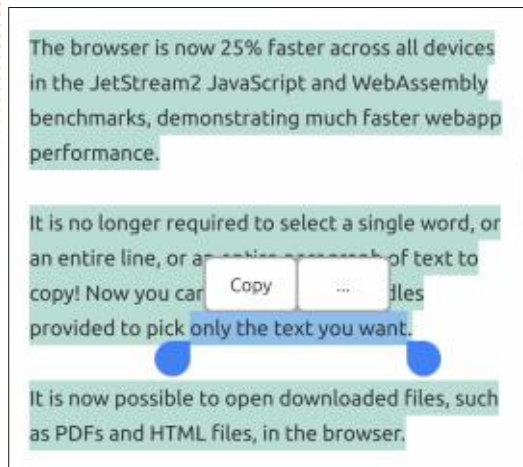 The browser is now 25% faster across all devices
in the JetStream2 JavaScript and WebAssembly
benchmarks, demonstrating much faster webapp
performance.
It is no longer required to select a single word, or
an entire line, or an of text to
copy! Now you can
Copy
...
provided to pick only the text you want.
It is now possible to open downloaded files, such
as PDFs and HTML files, in the browser.